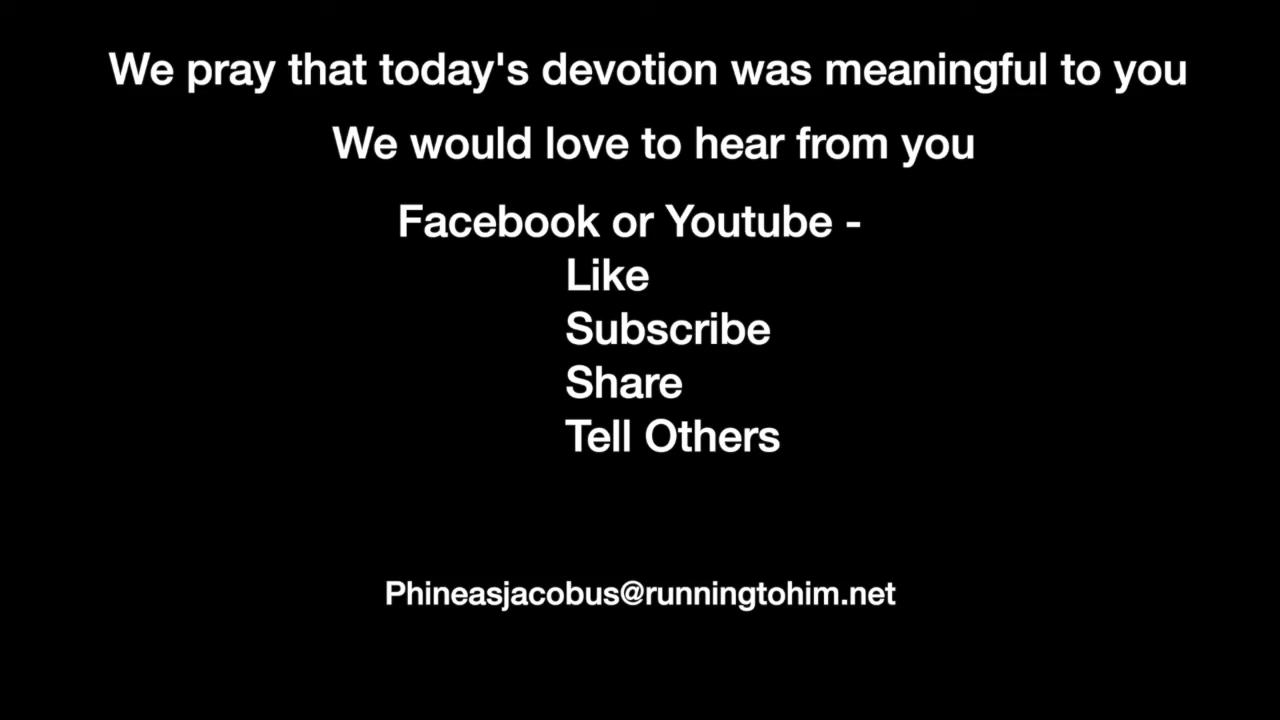 We pray that today's devotion was meaningful to you
We would love to hear from you
Facebook or Youtube -
Like
Subscribe
Share
Tell Others
Phineasjacobus@runningtohim.net